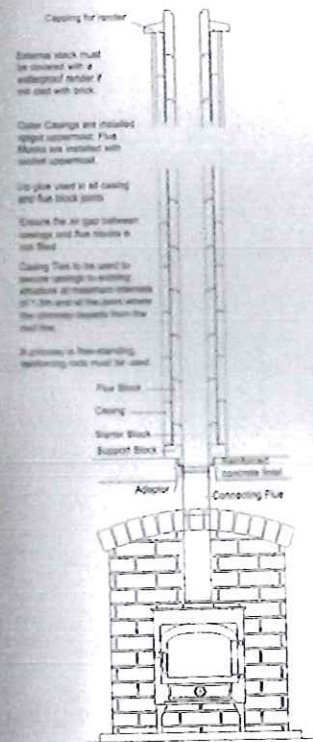 Capping for render
External stack must
be covered with a
waterproof render if
not clad with brick.
Outer Casings are installed
spigot uppermost. Flue
Blocks are installed with
socket uppermost.
Lip glue used in all casing
and flue block joints
Ensure the air gap between
casings and flue blocks is
not filled
Casing Ties to be used to
secure casings to existing
structure at maximum intervals
of 1.5m and at the point where
the chimney departs from the
roof line.
If chimney is free-standing,
reinforcing rods must be used.
Flue Block
Casing
Starter Block
Support Block
Reinforced
concrete lintel
Adaptor
Connecting Flue